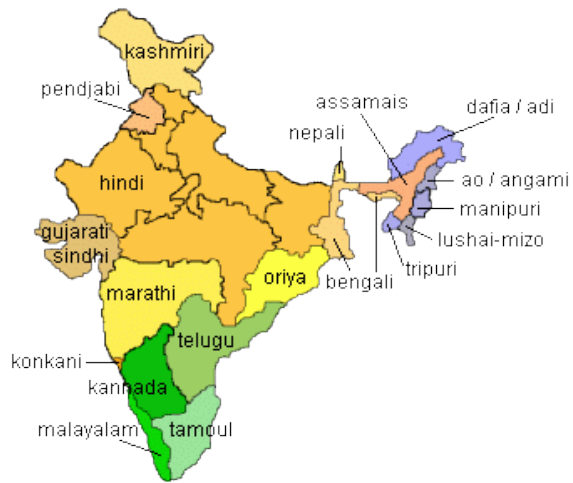 kashmiri
pendjabi
assamais
dafia / adi
nepali
hindi
ao / angami
manipuri
gujarati
sindhi
lushai-mizo
tripuri
bengali
oriya
marathi
telugu
konkani
kannada
malayalam
tamoul